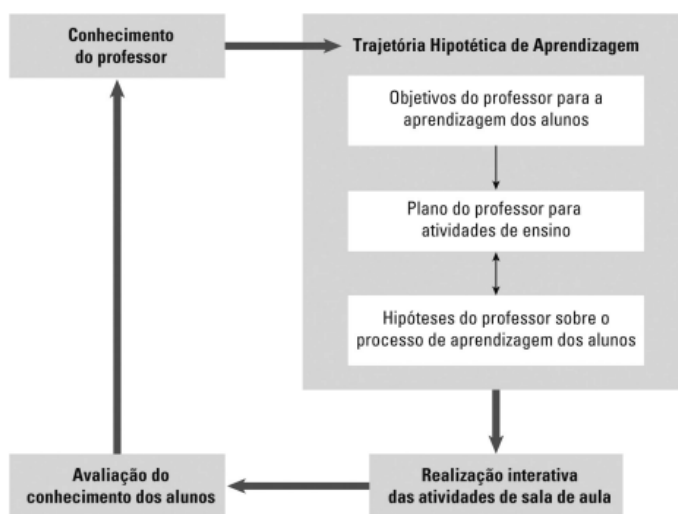 Conhecimento
do professor
Trajetória Hipotética de Aprendizagem
Objetivos do professor para a
aprendizagem dos alunos
Plano do professor para
atividades de ensino
Hipóteses do professor sobre o
processo de aprendizagem dos alunos
Avaliação do
conhecimento dos alunos
Realização interativa
das atividades de sala de aula